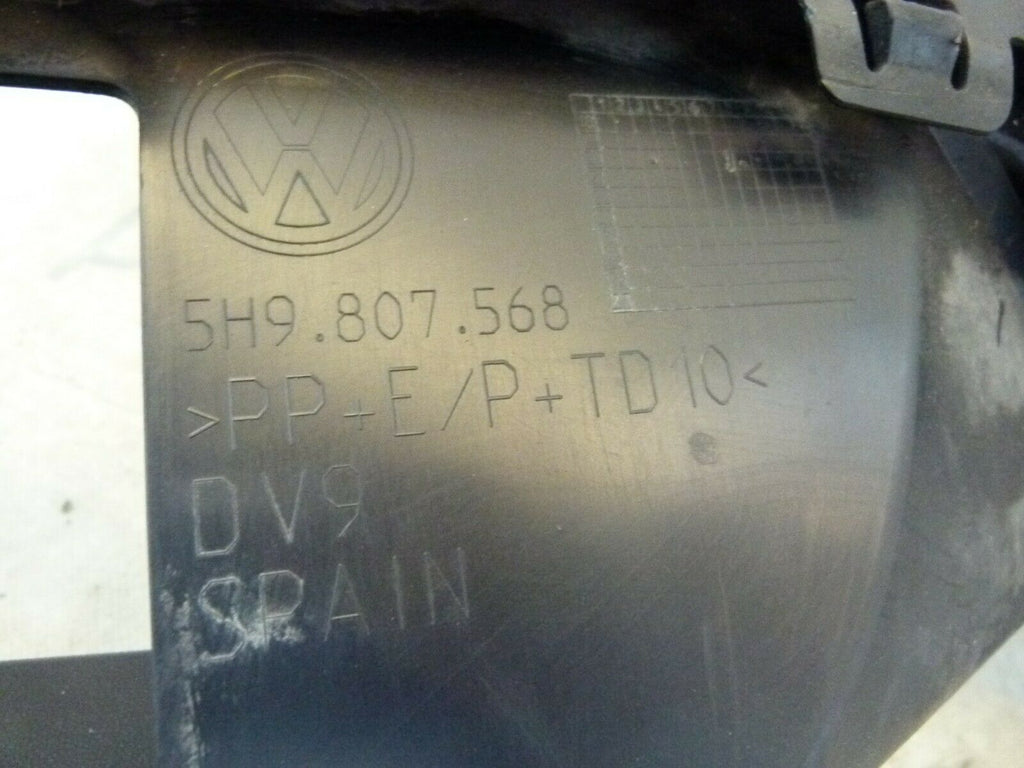 5H9.807.568
>PP+E/P+TD10<
DV9
SPAIN